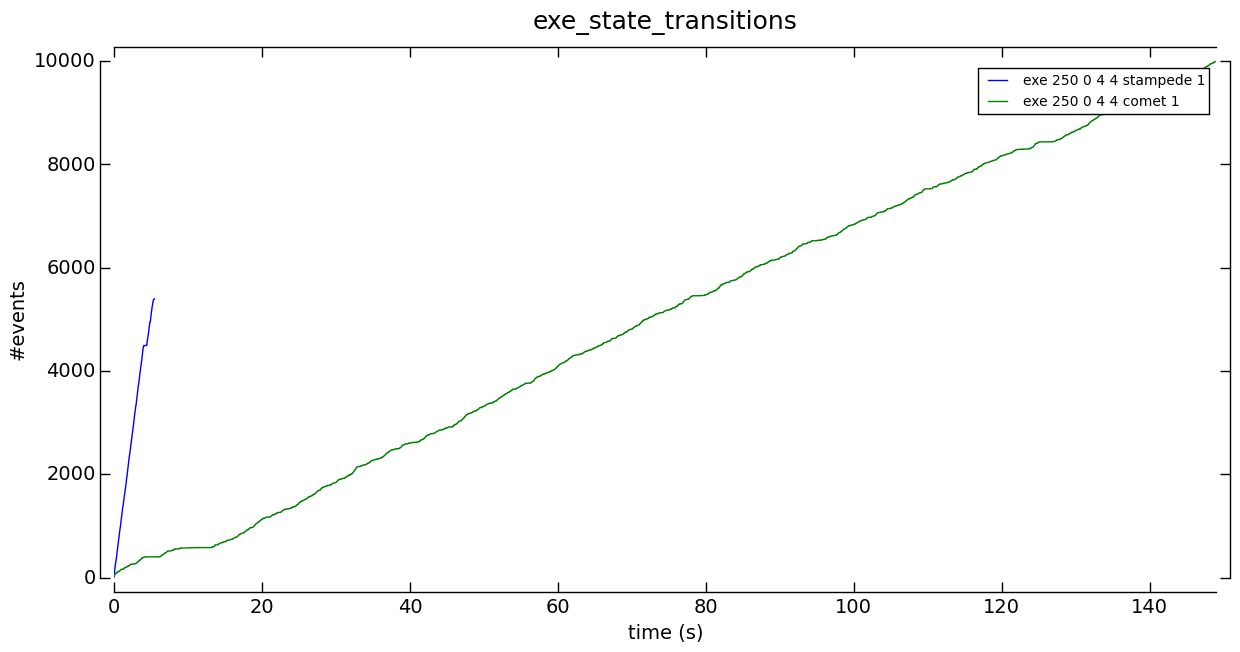 exe_state_transitions
10000
8000
6000
4000
2000
0
#events
exe 250 0 4 4 stampede 1
exe 250 0 4 4 comet 1
0 20 40 60 80 100 120 140
time (s)